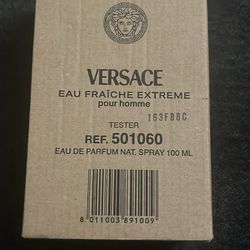 VERSACE
EAU FRAÎCHE EXTREME
pour homme
163FBBC
TESTER
REF. 501060
EAU DE PARFUM NAT. SPRAY 100 ML
8 011003 891009